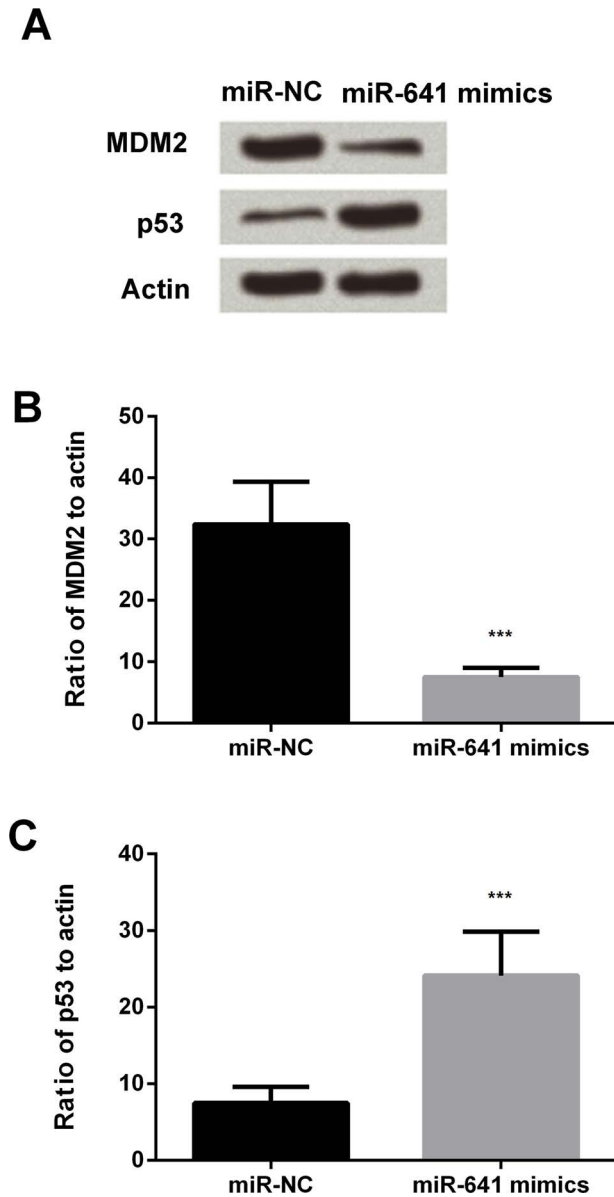 A
miR-NC miR-641 mimics
MDM2
p53
Actin
B
Ratio of MDM2 to actin
50
40
30
20
10
0
***
miR-NC miR-641 mimics
C
Ratio of p53 to actin
40
30
20
10
0
***
miR-NC miR-641 mimics